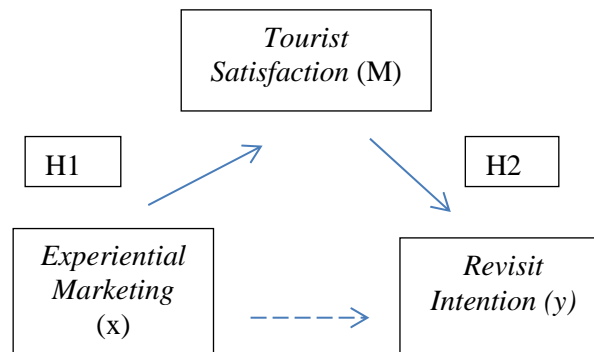 Tourist
Satisfaction (M)
H1
H2
Experiential
Marketing
(x)
Revisit
Intention (y)